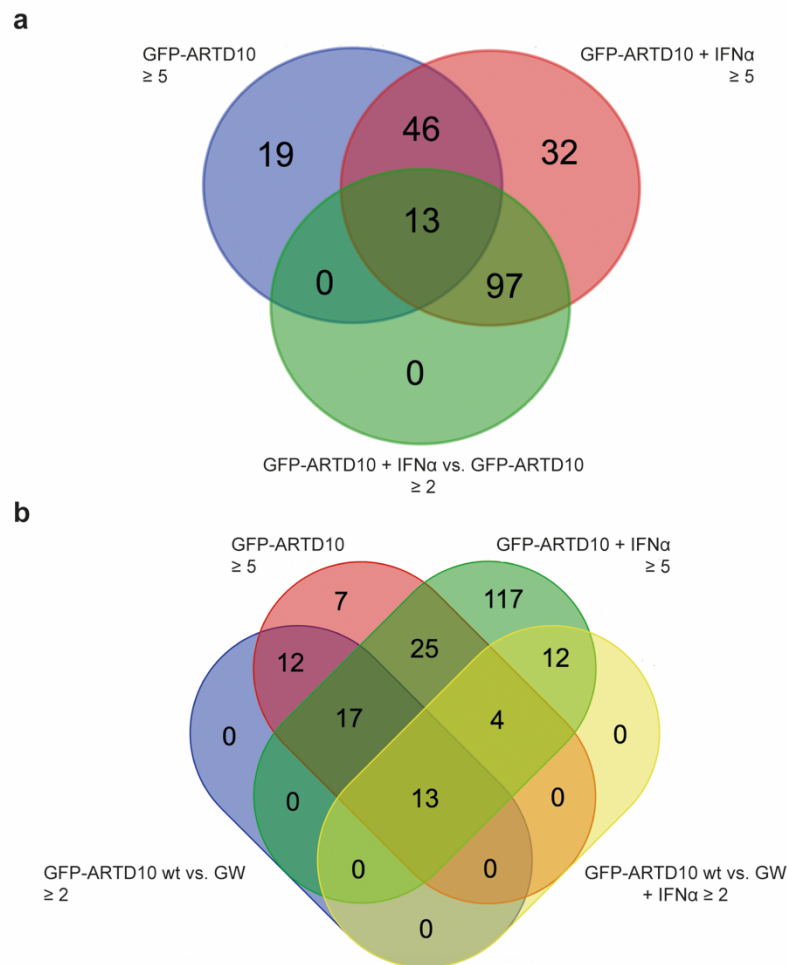 a
GFP-ARTD10
≥ 5
GFP-ARTD10 + IFNα
≥ 5
19
46
32
13
0
97
0
GFP-ARTD10 + IFNα vs. GFP-ARTD10
≥ 2
b
GFP-ARTD10
≥ 5
GFP-ARTD10 + IFNα
≥ 5
7
117
12
25
12
0
17
4
0
0
13
0
0
0
0
GFP-ARTD10 wt vs. GW
≥ 2
GFP-ARTD10 wt vs. GW
+ IFNα ≥ 2